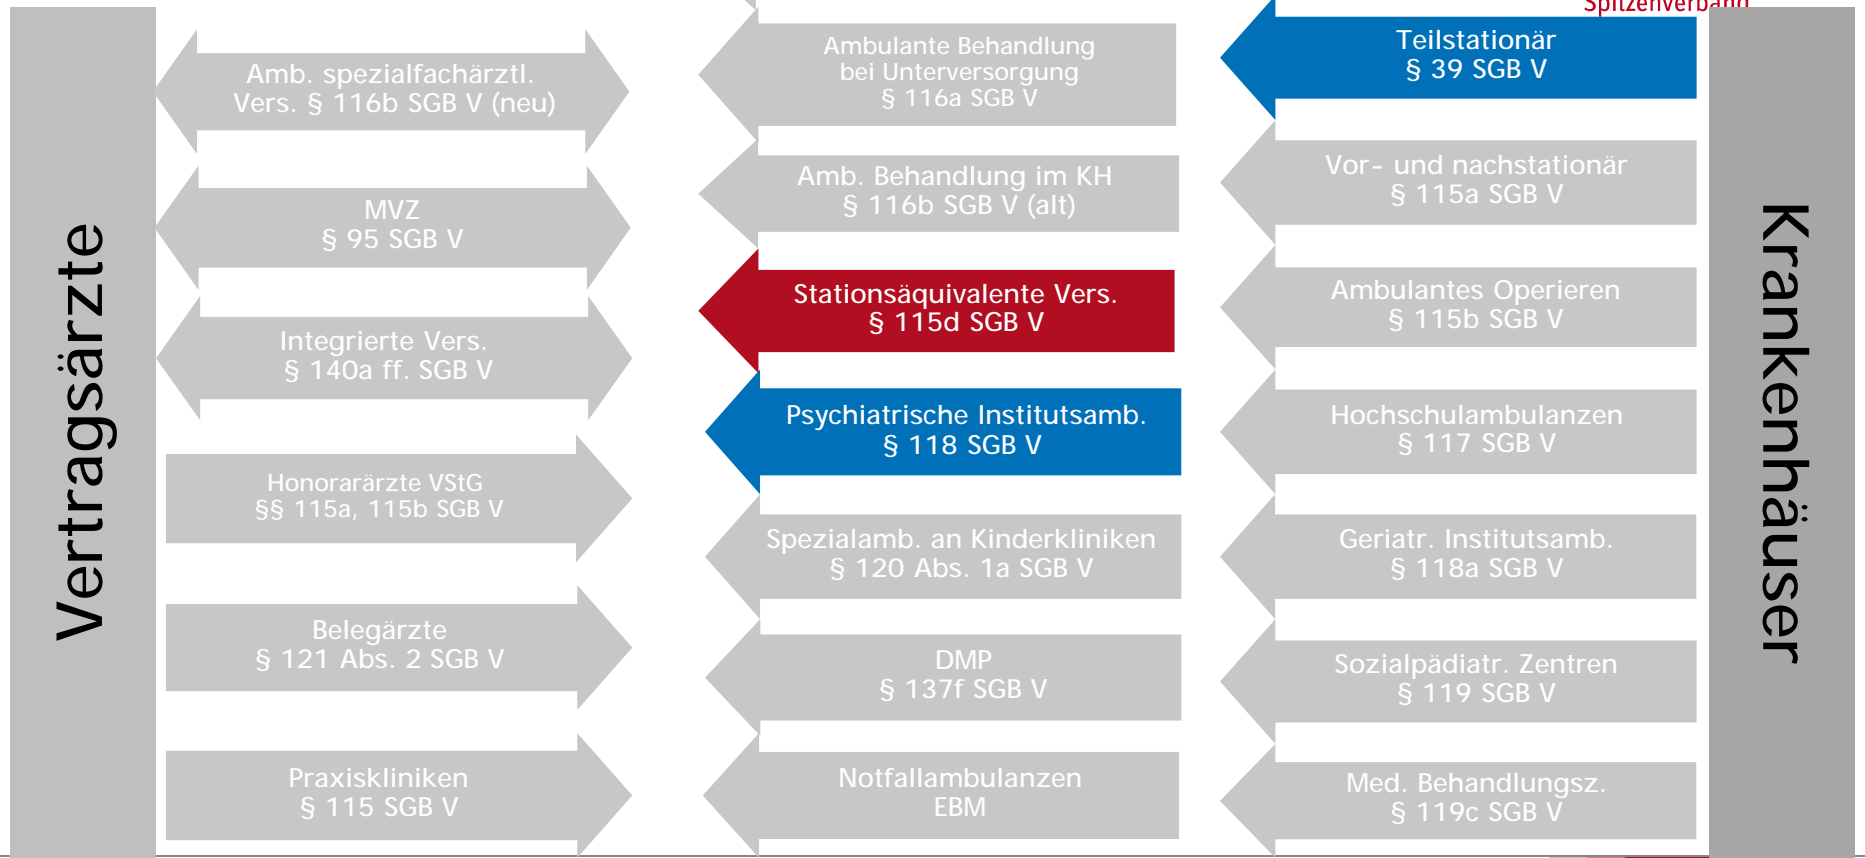 Spitzenverband
Vertragsärzte
Amb. spezialfachärztl.
Vers. § 116b SGB V (neu)
MVZ
§ 95 SGB V
Integrierte Vers.
§ 140a ff. SGB V
Honorarärzte VStG
§§ 115a, 115b SGB V
Belegärzte
§ 121 Abs. 2 SGB V
Praxiskliniken
§ 115 SGB V
Ambulante Behandlung
bei Unterversorgung
§ 116a SGB V
Amb. Behandlung im KH
§ 116b SGB V (alt)
Stationsäquivalente Vers.
§ 115d SGB V
Psychiatrische Institutsamb.
§ 118 SGB V
Spezialamb. an Kinderkliniken
§ 120 Abs. 1a SGB V
DMP
§ 137f SGB V
Notfallambulanzen
EBM
Teilstationär
§ 39 SGB V
Vor- und nachstationär
§ 115a SGB V
Ambulantes Operieren
§ 115b SGB V
Hochschulambulanzen
§ 117 SGB V
Geriatr. Institutsamb.
§ 118a SGB V
Sozialpädiatr. Zentren
§ 119 SGB V
Med. Behandlungsz.
§ 119c SGB V
Krankenhäuser